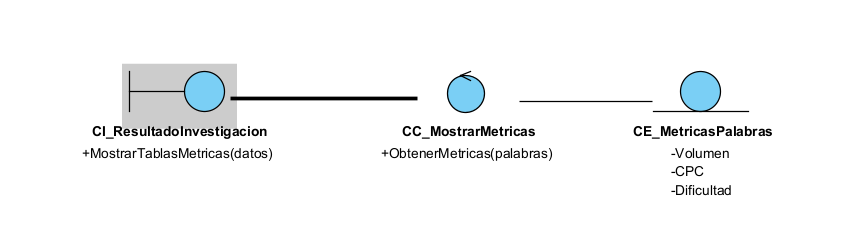 CI_ResultadoInvestigacion
+MostrarTablasMetricas(datos)
CC_MostrarMetricas
+ObtenerMetricas(palabras)
CE_MetricasPalabras
-Volumen
-CPC
-Dificultad